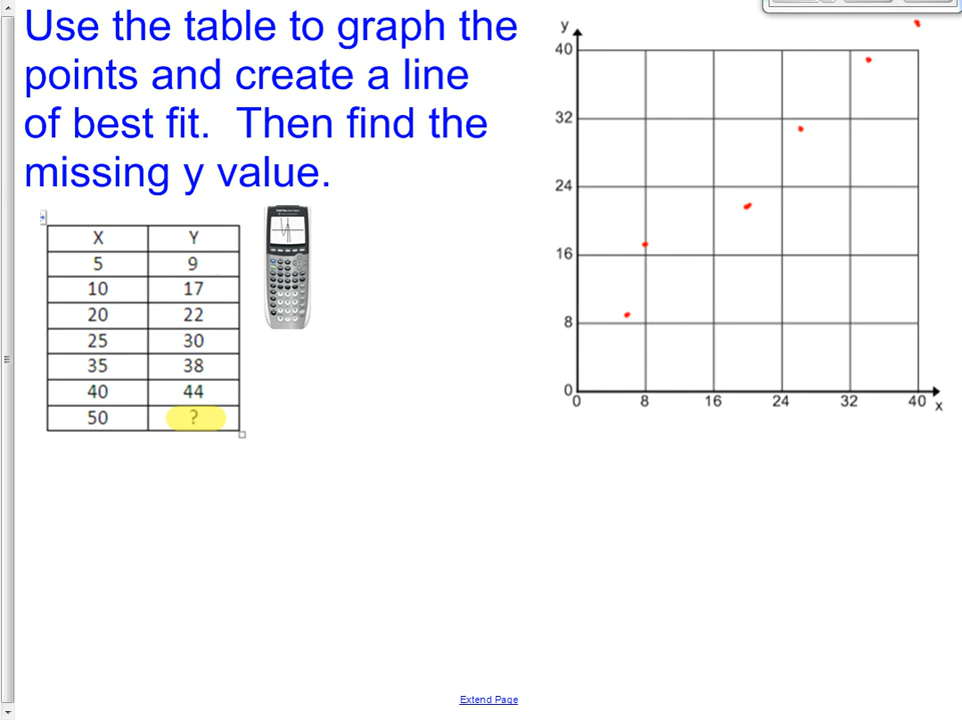 Use the table to graph the
points and create a line
of best fit. Then find the
missing y value.
X Y
5 9
10 17
20 22
25 30
35 38
40 44
50 ?
y
40
32
24
16
8
0
0 8 16 24 32 40 x
Extend Page